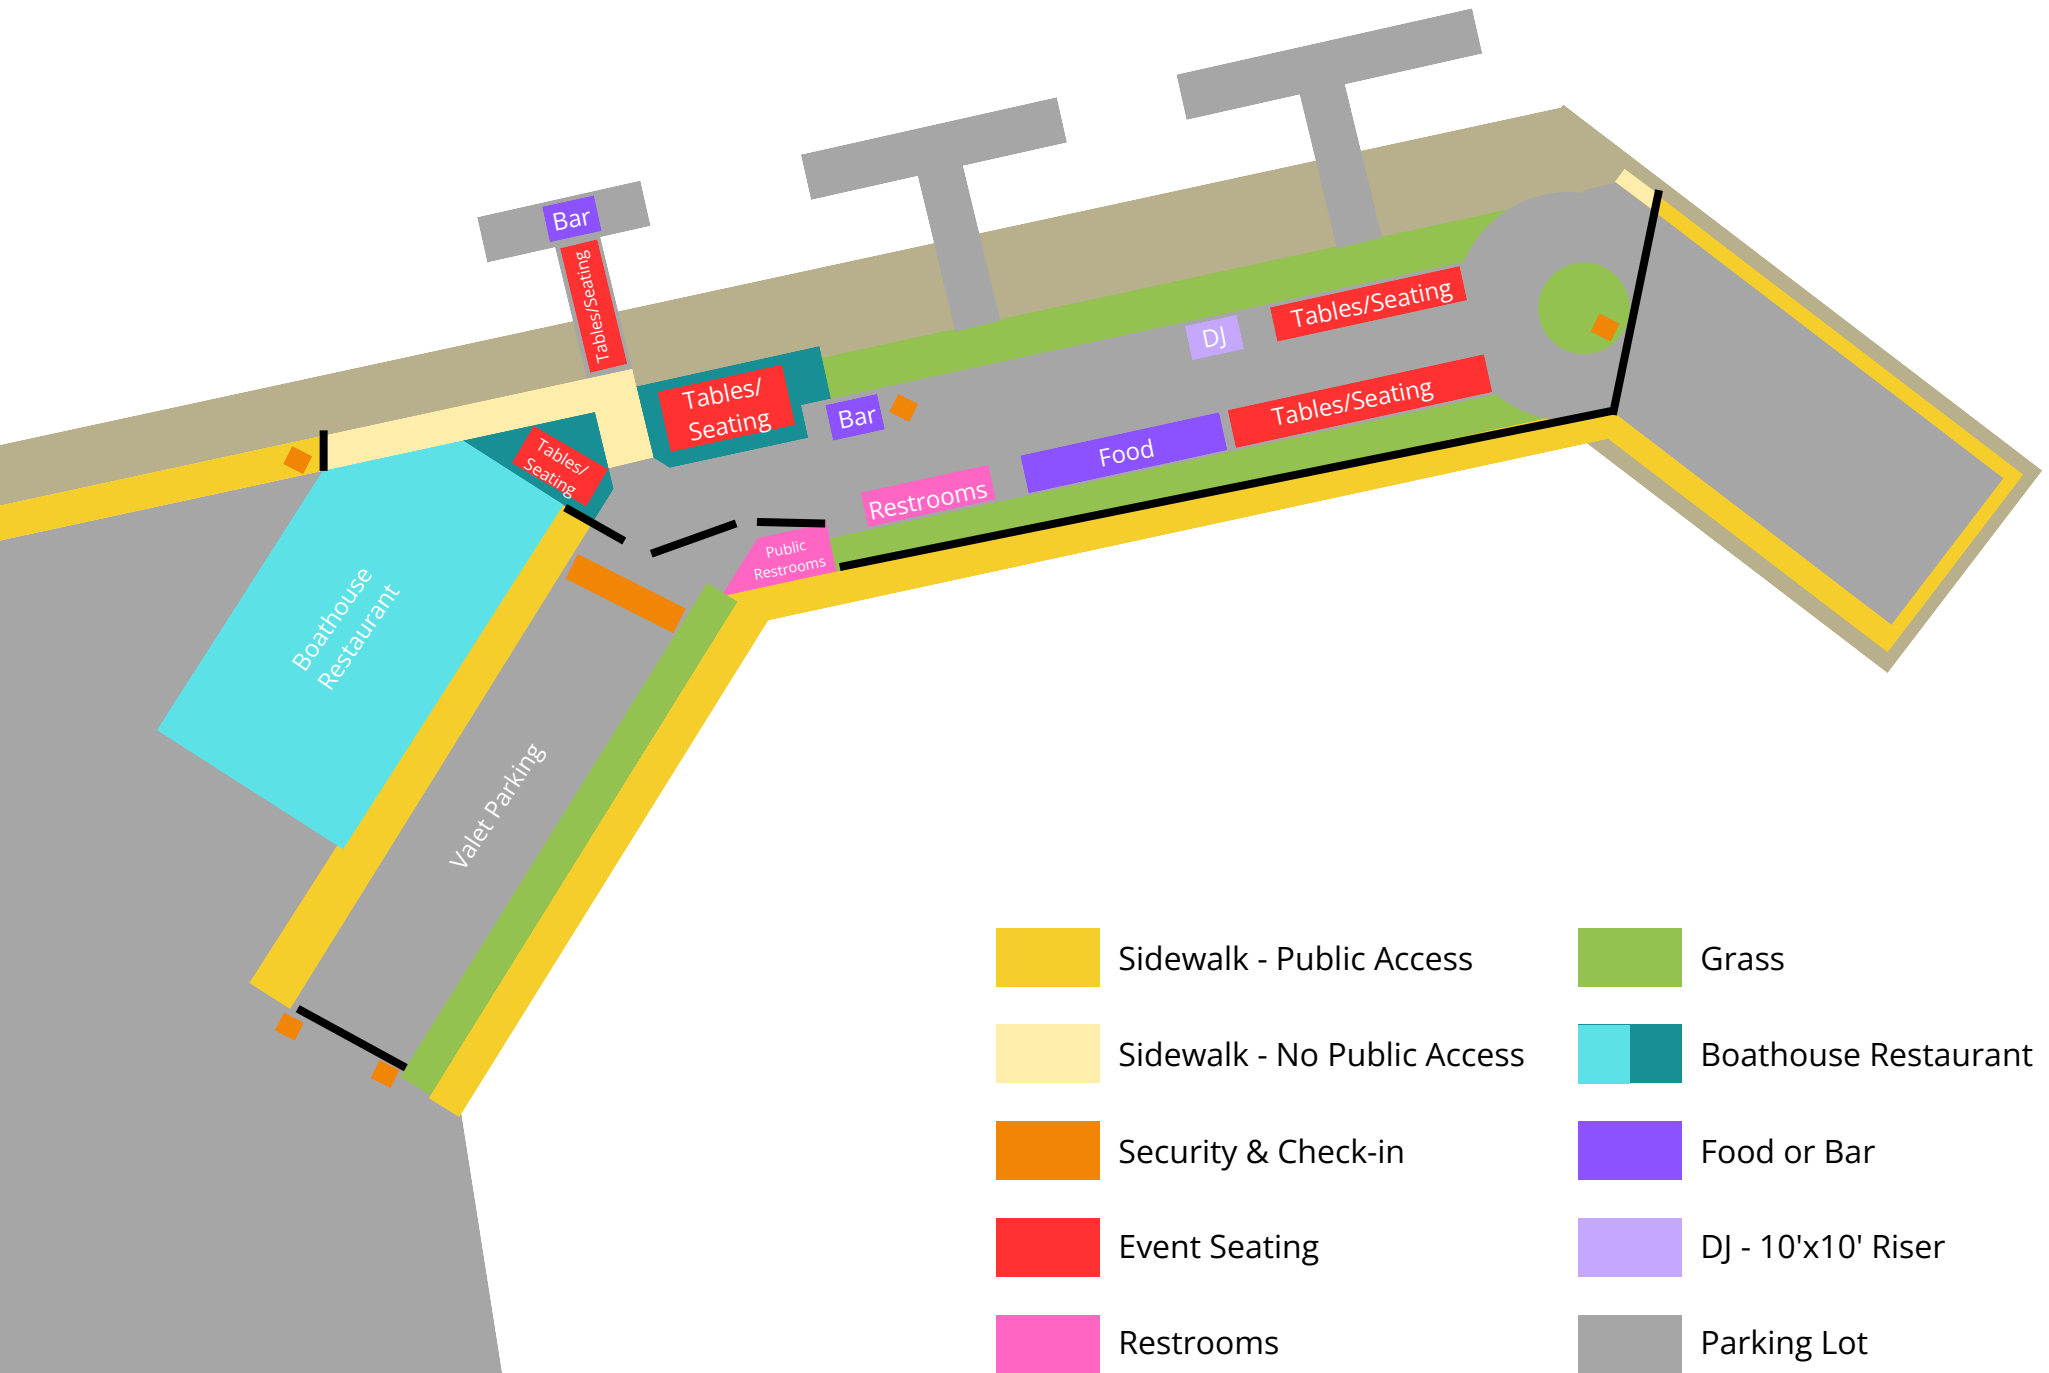 Bar
Tables/Seating
Tables/
Seating
Tables/
Seating
Bar
DJ
Tables/Seating
Tables/Seating
Food
Restrooms
Public
Restrooms
Boathouse
Restaurant
Valet Parking
Sidewalk - Public Access
Sidewalk - No Public Access
Security & Check-in
Event Seating
Restrooms
Grass
Boathouse Restaurant
Food or Bar
DJ - 10'x10' Riser
Parking Lot